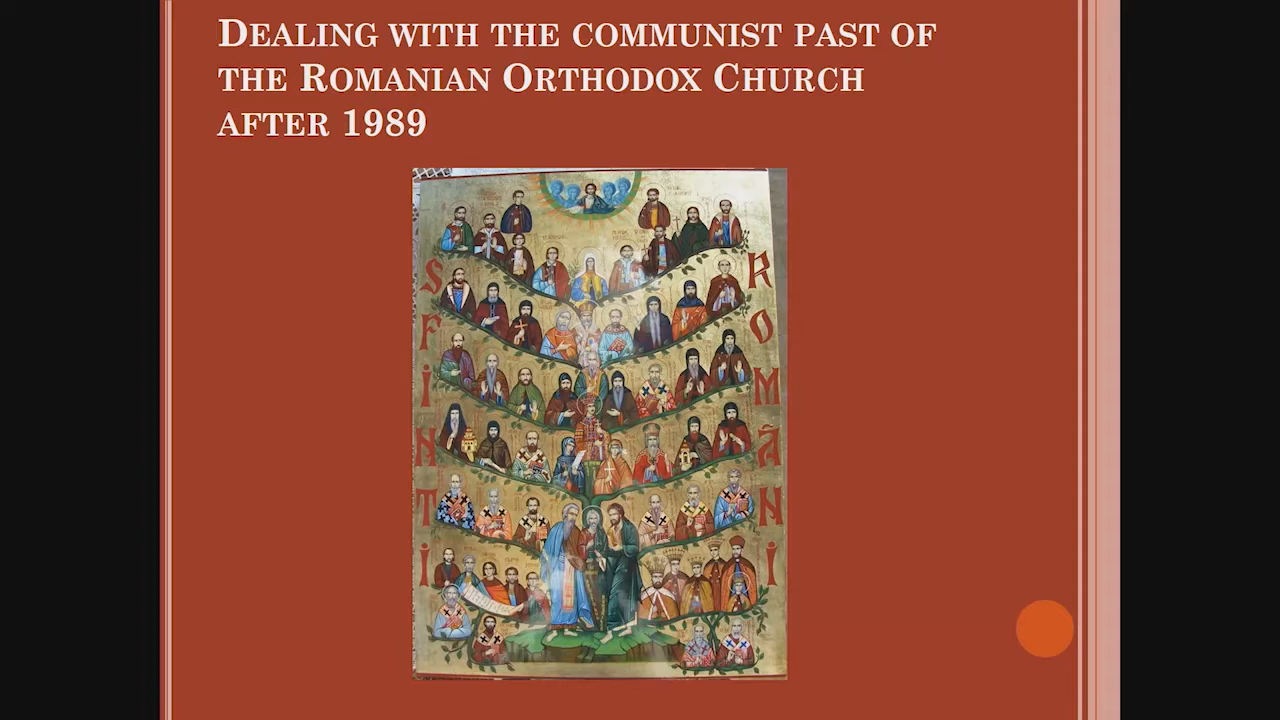 Dealing with the communist past of
the Romanian Orthodox Church
after 1989
SFINȚI
ROMÂNI